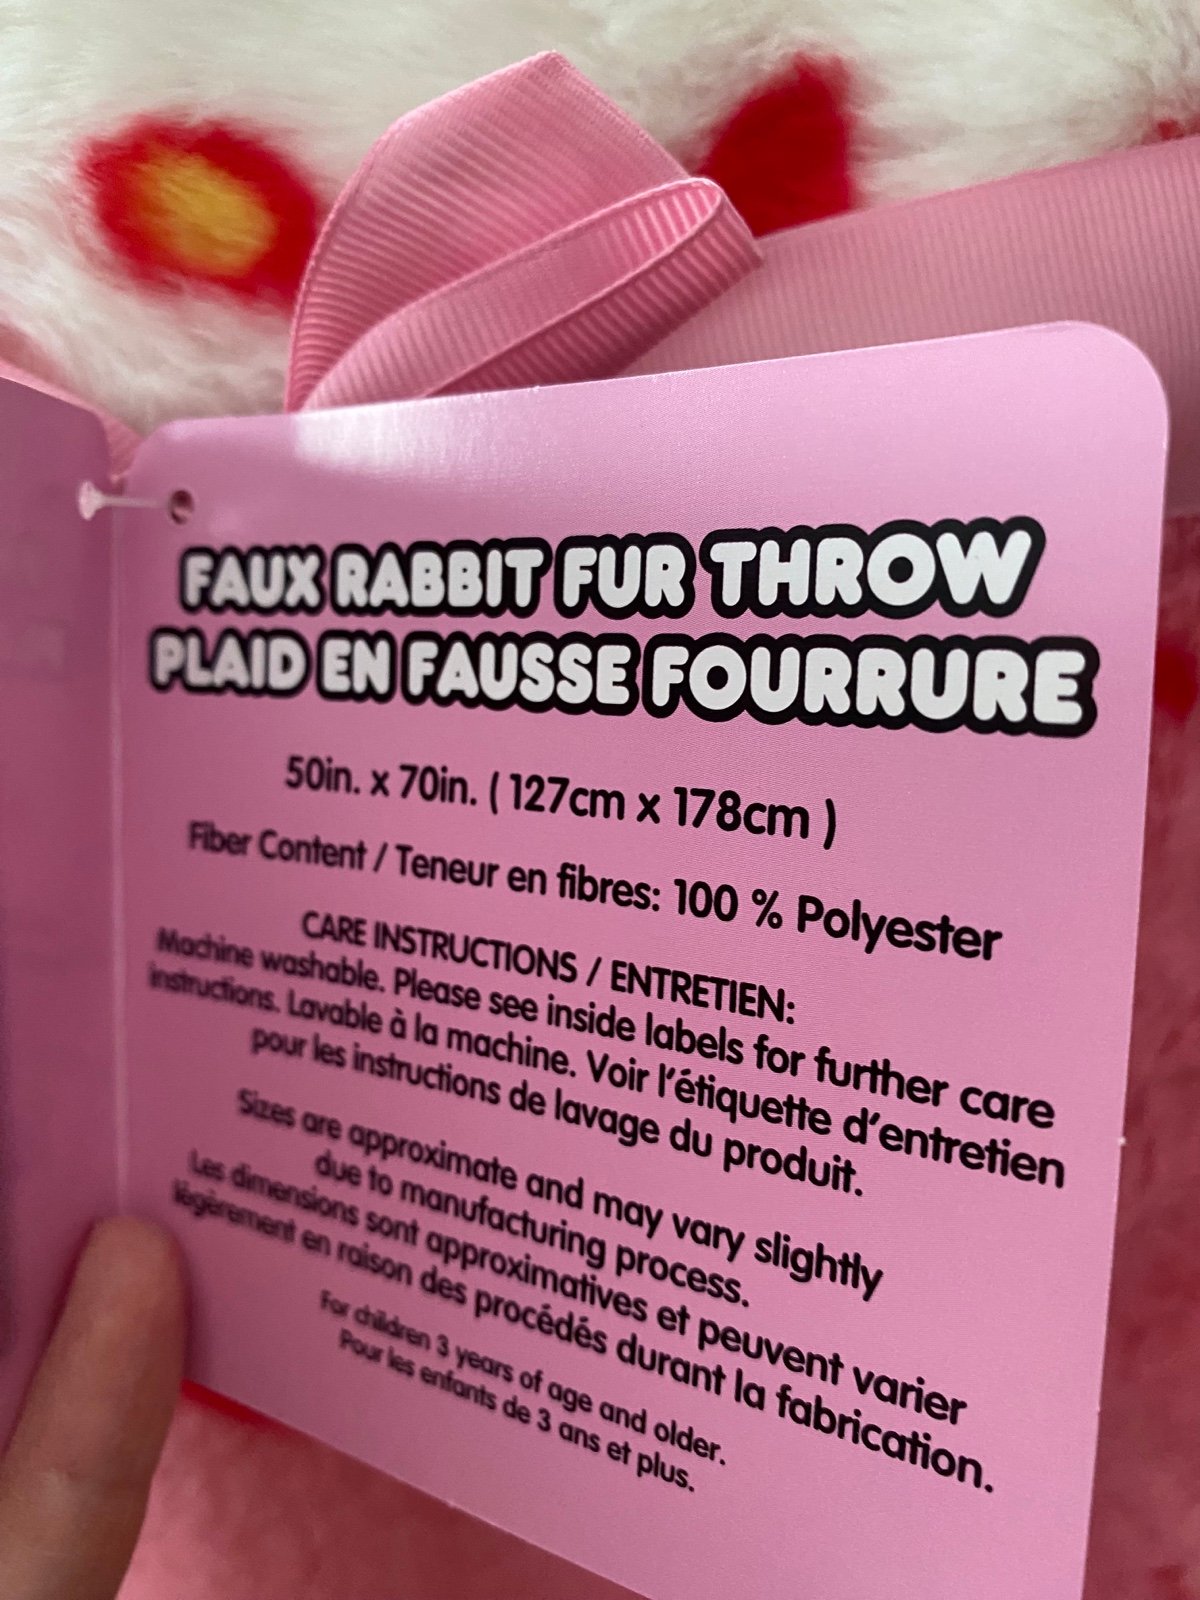 FAUX RABBIT FUR THROW
PLAID EN FAUSSE FOURRURE
50in. x 70in. ( 127cm x 178cm )
Fiber Content / Teneur en fibres: 100 % Polyester
CARE INSTRUCTIONS / ENTRETIEN:
Machine washable. Please see inside labels for further care
instructions. Lavable à la machine. Voir l'étiquette d'entretien
pour les instructions de lavage du produit.
Sizes are approximate and may vary slightly
due to manufacturing process.
Les dimensions sont approximatives et peuvent varier
légèrement en raison des procédés durant la fabrication.
For children 3 years of age and older.
Pour les enfants de 3 ans et plus.